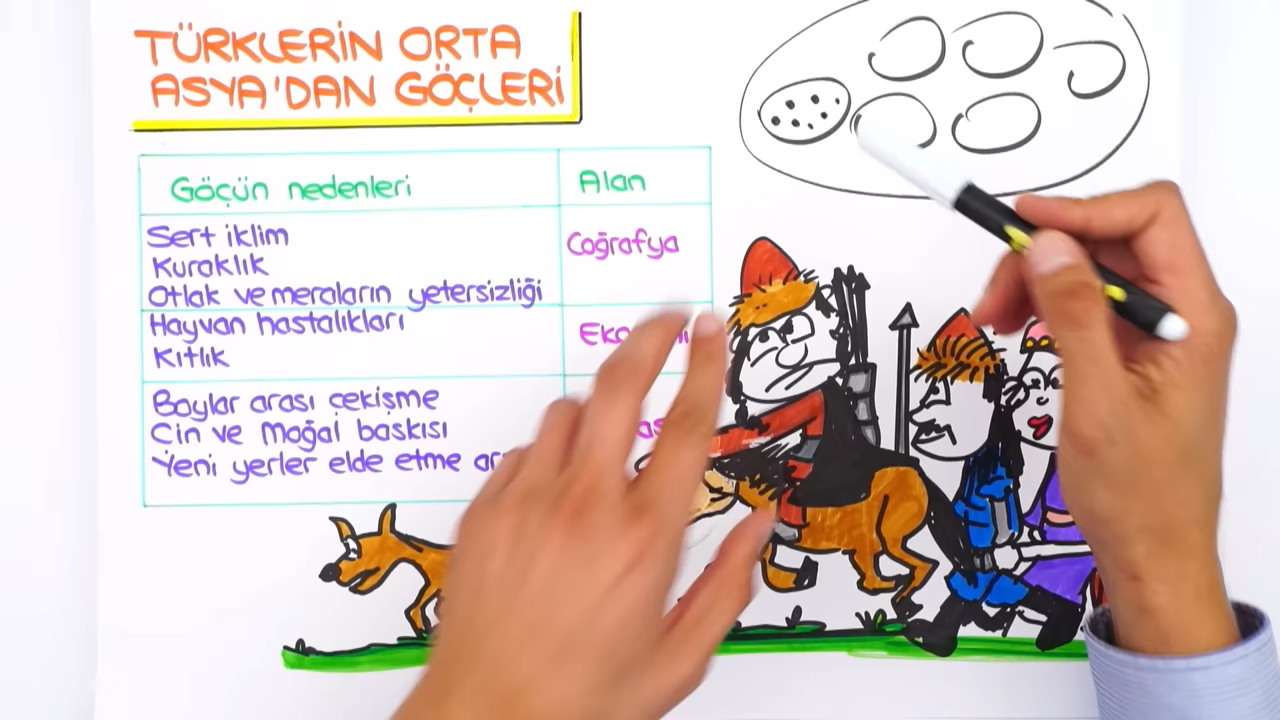 TÜRKLERİN ORTA
ASYA'DAN GÖÇLERİ
Göçün nedenleri
Alan
Sert iklim
Kuraklık
Otlak ve meraların yetersizliği
Coğrafya
Hayvan hastalıkları
Kıtlık
Boylar arası çekişme
Çin ve Moğal baskısı
Yeni yerler elde etme